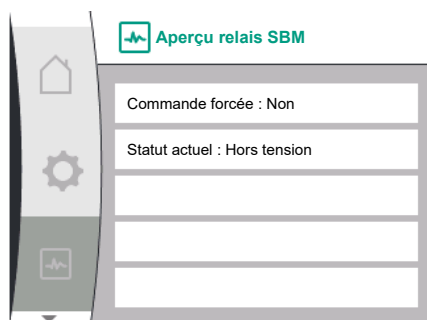 Aperçu relais SBM
Commande forcée : Non
Statut actuel : Hors tension